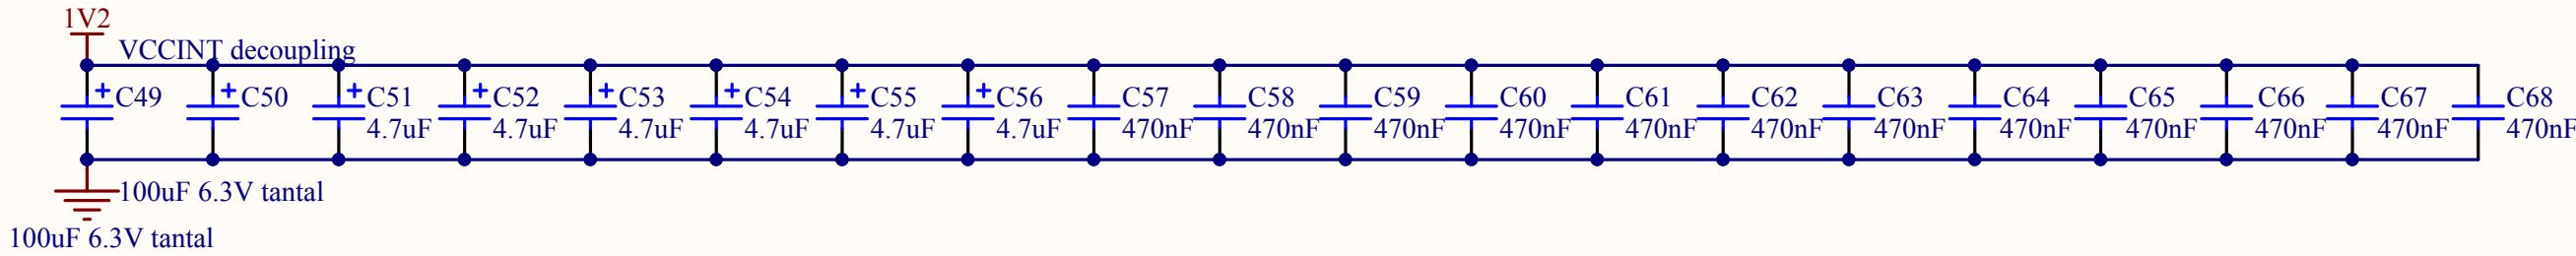 1V2
VCCINT decoupling
C49 C50 C51 C52 C53 C54 C55 C56 C57 C58 C59 C60 C61 C62 C63 C64 C65 C66 C67 C68
4.7uF 4.7uF 4.7uF 4.7uF 4.7uF 4.7uF 470nF 470nF 470nF 470nF 470nF 470nF 470nF 470nF 470nF 470nF 470nF 470nF
100uF 6.3V tantal
100uF 6.3V tantal